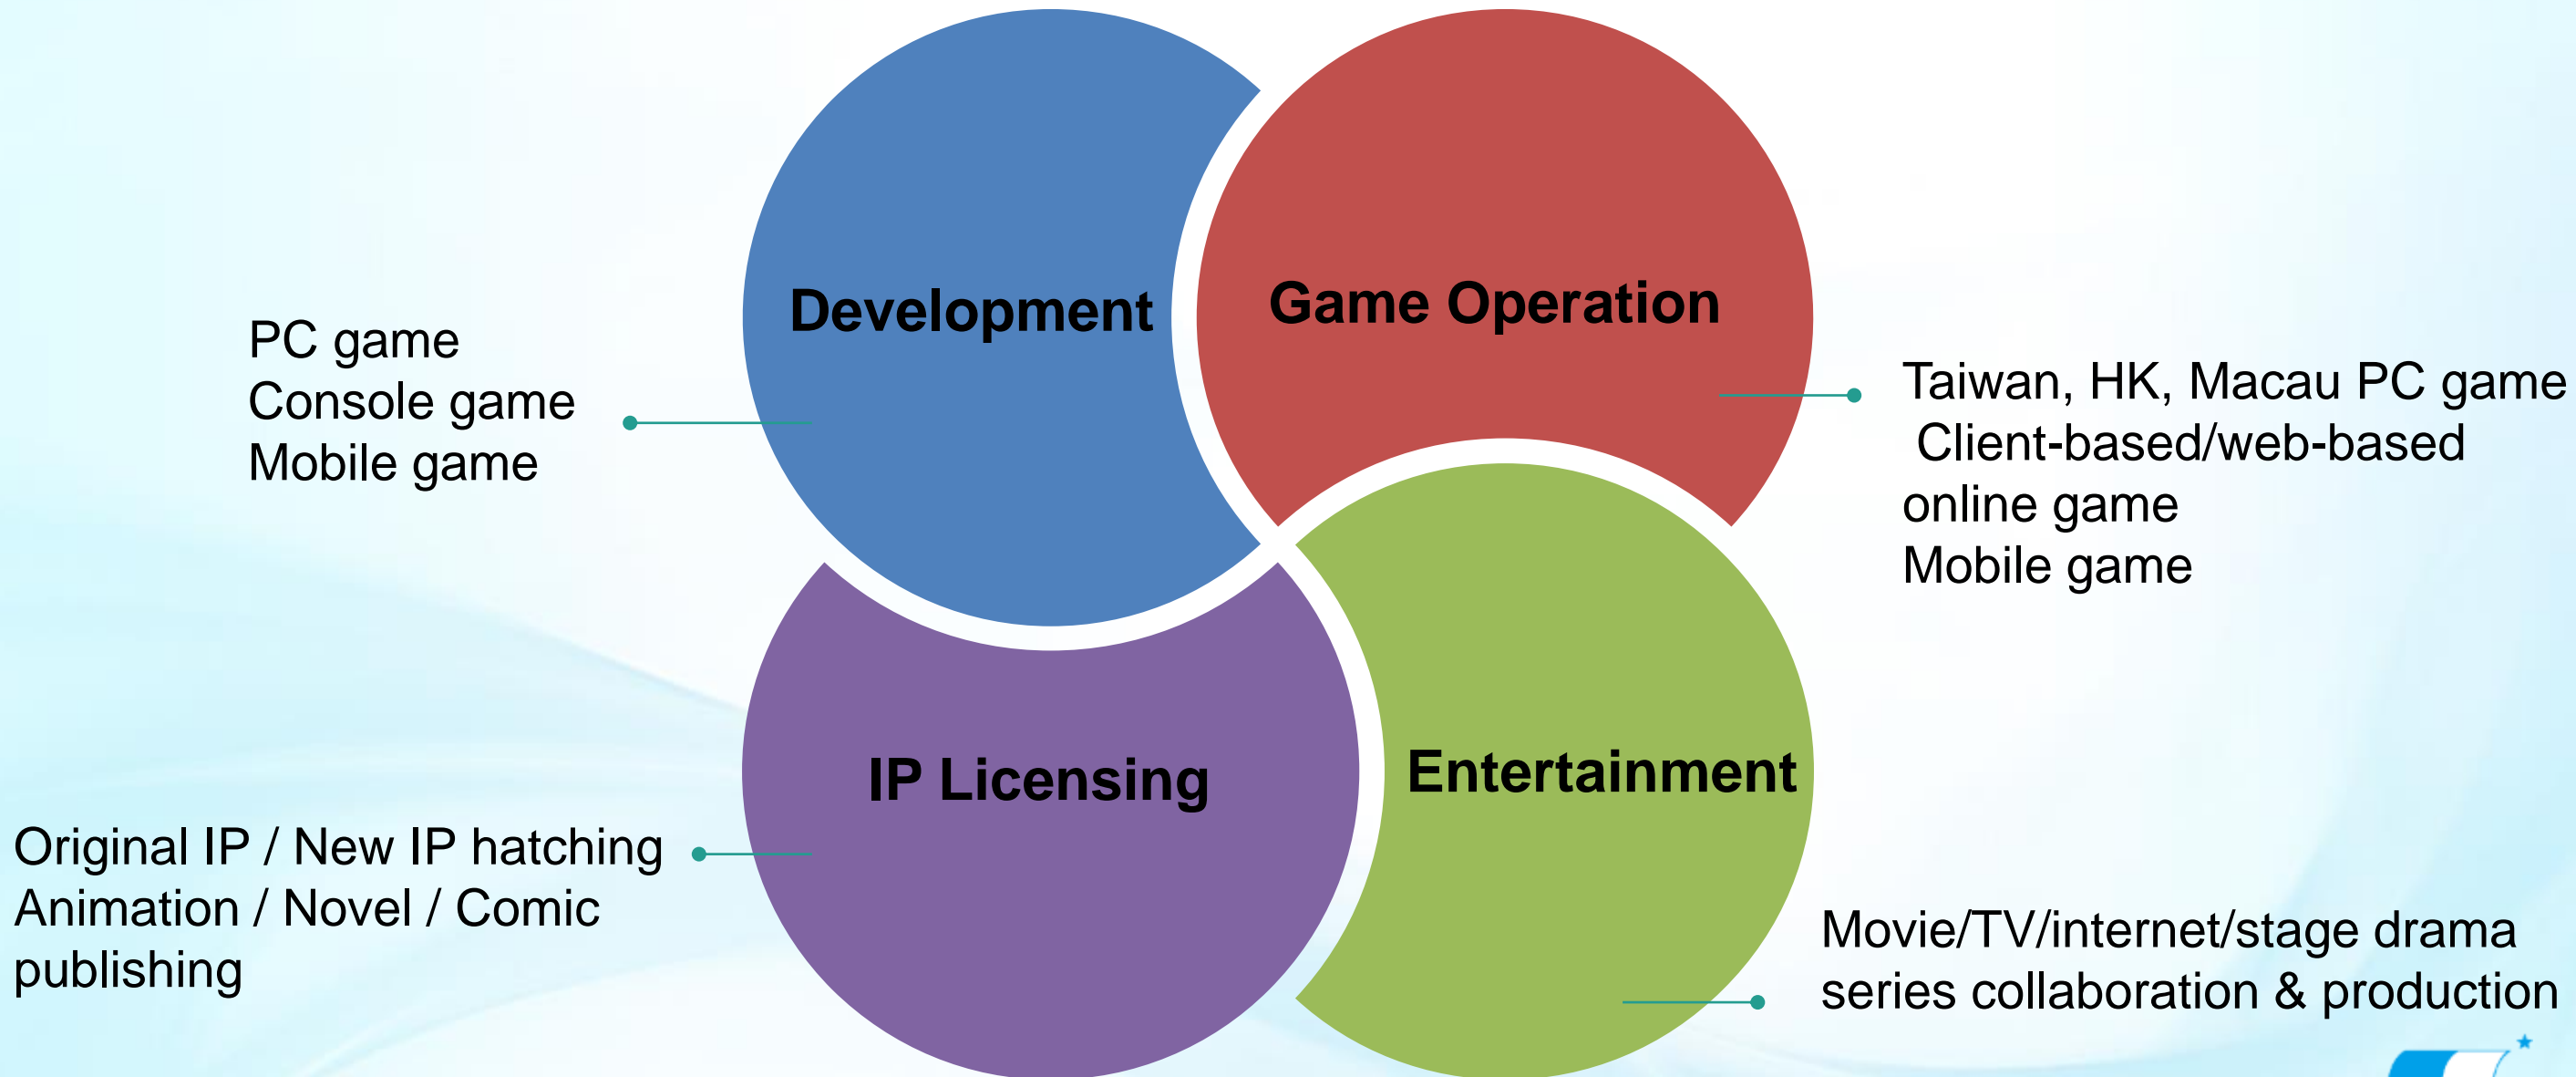 Development
Game Operation
PC game
Console game
Mobile game
Taiwan, HK, Macau PC game
Client-based/web-based
online game
Mobile game
IP Licensing
Entertainment
Original IP / New IP hatching
Animation / Novel / Comic
publishing
Movie/TV/internet/stage drama
series collaboration & production